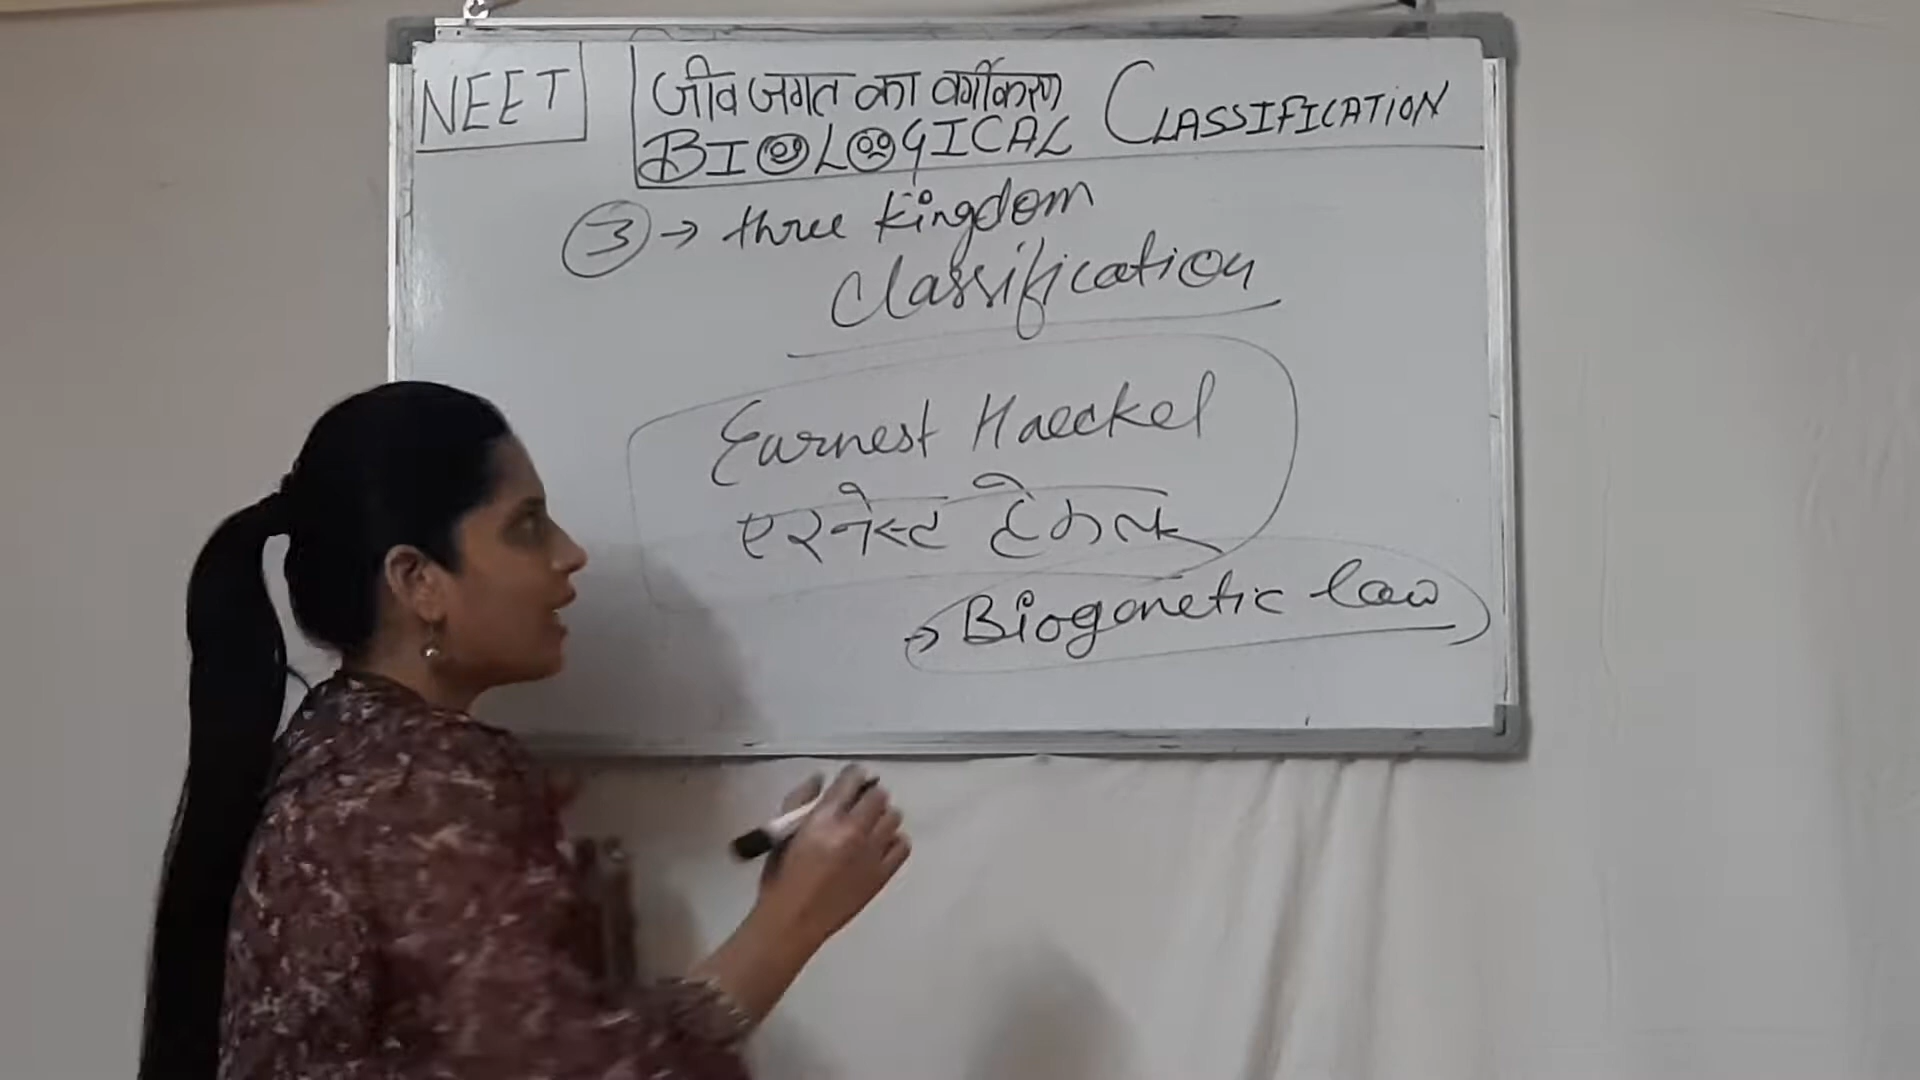 NEET
जीव जगत का वर्गीकरण
BIOLOGICAL CLASSIFICATION
3 → three kingdom
Classification
Earnest Haeckel
एरनेस्ट हेकल
→ Biogenetic law